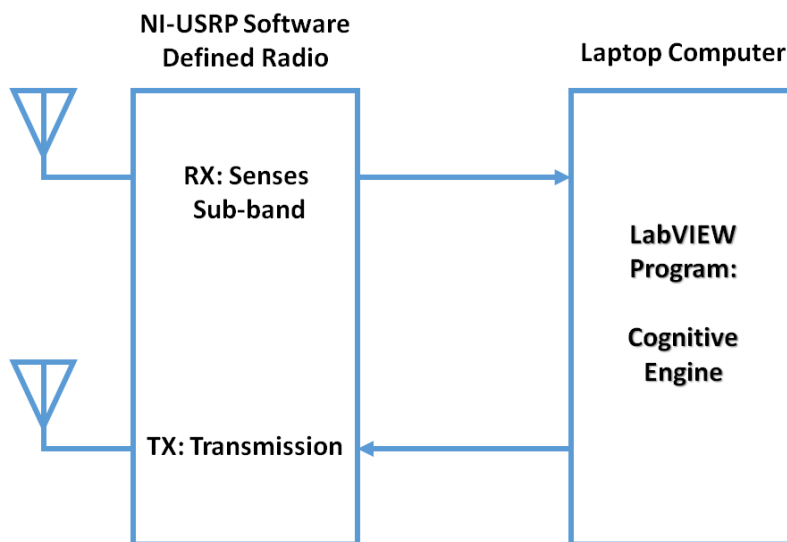 NI-USRP Software
Defined Radio
Laptop Computer
RX: Senses
Sub-band
LabVIEW
Program:
Cognitive
Engine
TX: Transmission